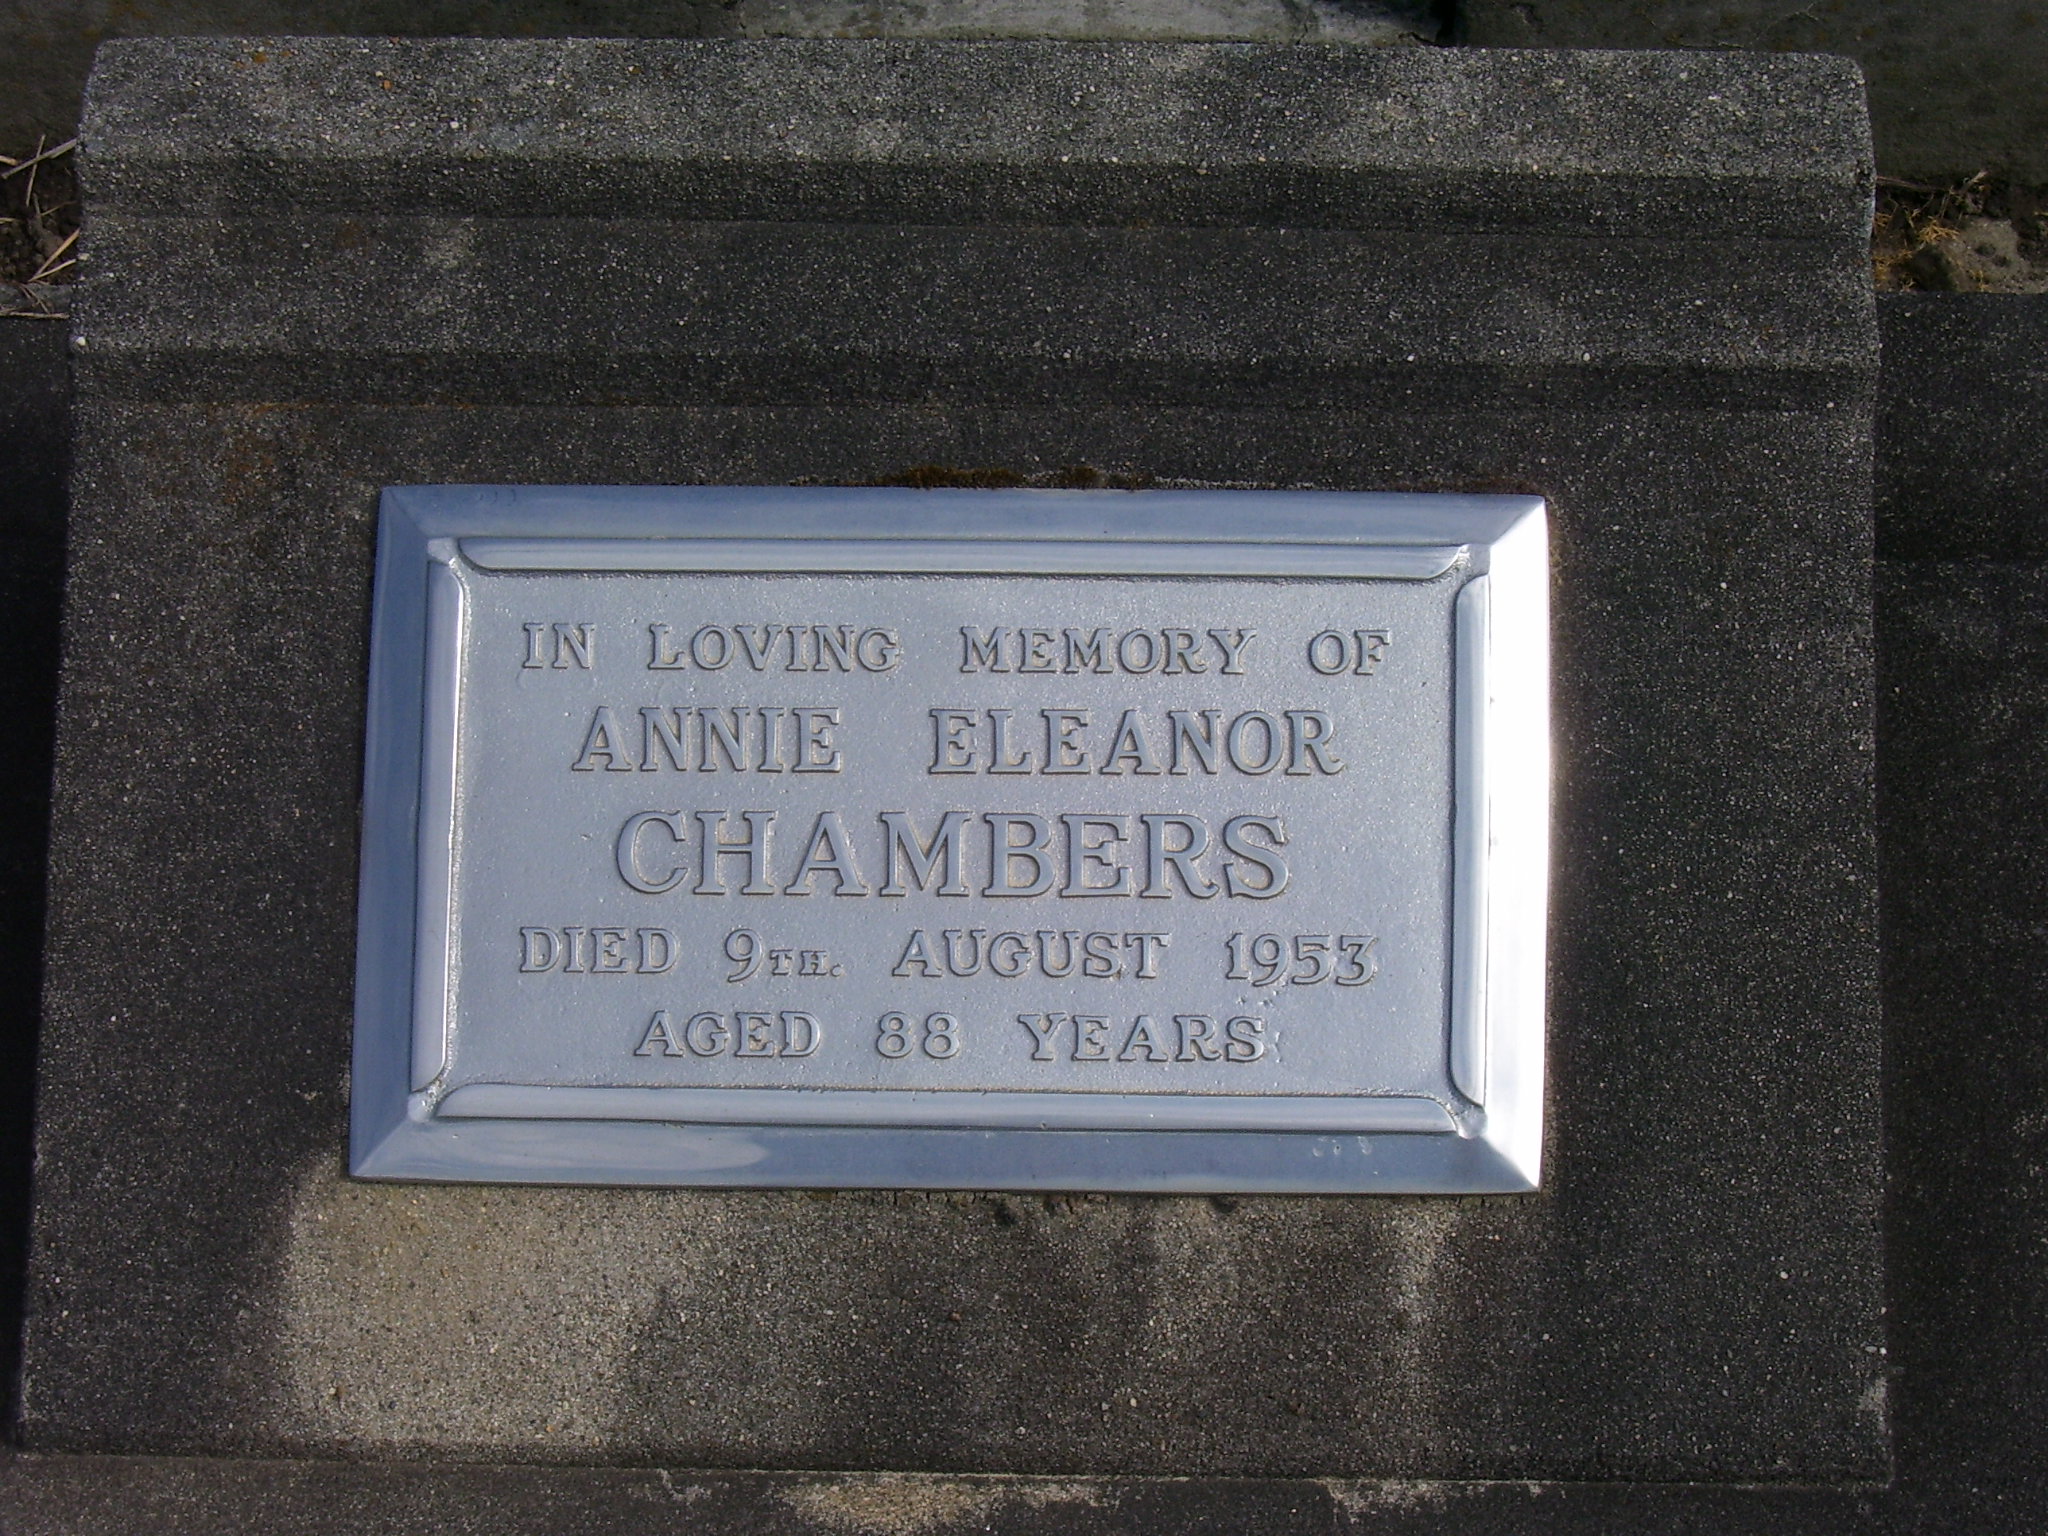 IN LOVING MEMORY OF
ANNIE ELEANOR
CHAMBERS
DIED 9TH. AUGUST 1953
AGED 88 YEARS